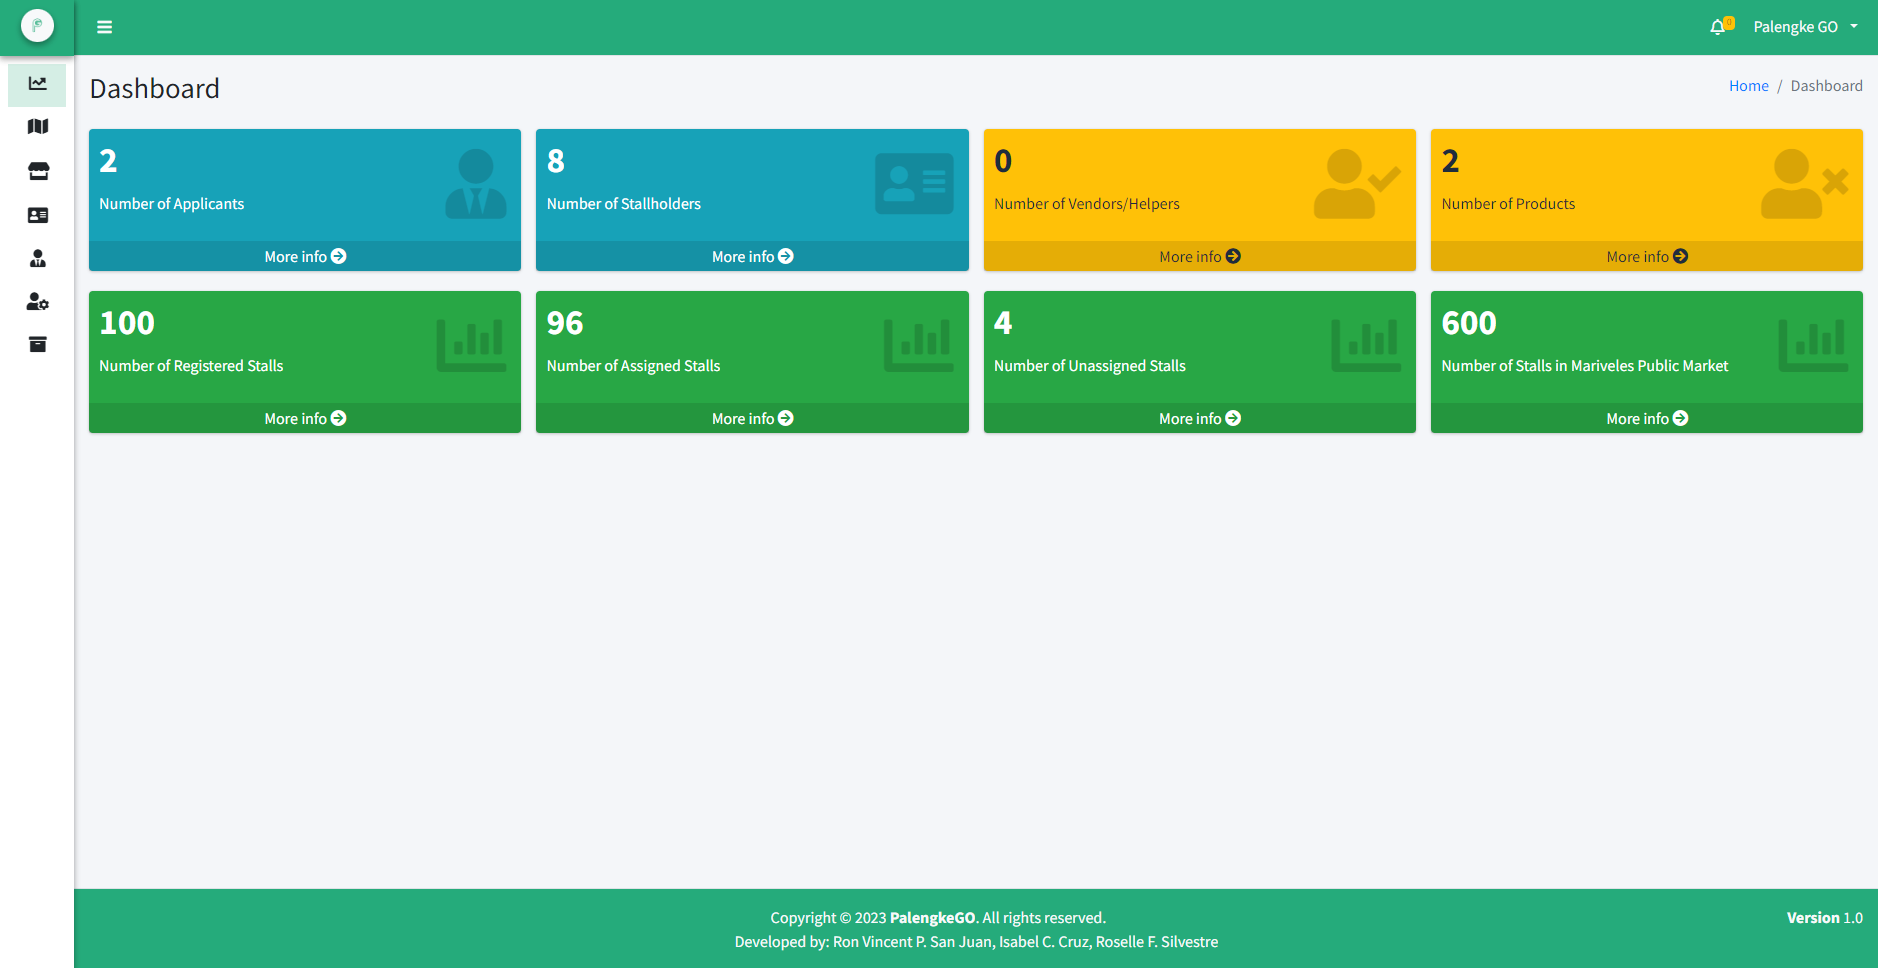 0
Palengke GO
Dashboard
Home / Dashboard
2
Number of Applicants
More info
8
Number of Stallholders
More info
0
Number of Vendors/Helpers
More info
2
Number of Products
More info
100
Number of Registered Stalls
More info
96
Number of Assigned Stalls
More info
4
Number of Unassigned Stalls
More info
600
Number of Stalls in Mariveles Public Market
More info
Copyright © 2023 PalengkeGO. All rights reserved.
Version 1.0
Developed by: Ron Vincent P. San Juan, Isabel C. Cruz, Roselle F. Silvestre